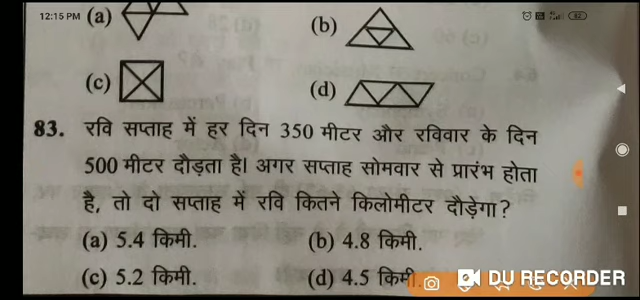 12:15 PM
82
(a)
(b)
(c)
(d)
83. रवि सप्ताह में हर दिन 350 मीटर और रविवार के दिन
500 मीटर दौड़ता है। अगर सप्ताह सोमवार से प्रारंभ होता
है, तो दो सप्ताह में रवि कितने किलोमीटर दौड़ेगा?
(a) 5.4 किमी.
(b) 4.8 किमी.
(c) 5.2 किमी.
(d) 4.5 किमी.
DU RECORDER